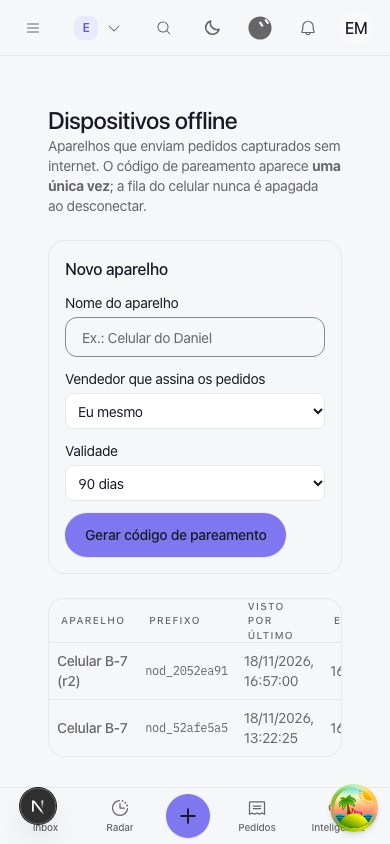 E
EM
Dispositivos offline
Aparelhos que enviam pedidos capturados sem
internet. O código de pareamento aparece uma
única vez; a fila do celular nunca é apagada
ao desconectar.
Novo aparelho
Nome do aparelho
Ex.: Celular do Daniel
Vendedor que assina os pedidos
Eu mesmo
Validade
90 dias
Gerar código de pareamento
APARELHO PREFIXO VISTO POR ÚLTIMO E
Celular B-7 (r2) nod_2052ea91 18/11/2026, 16:57:00 16
Celular B-7 nod_52afe5a5 18/11/2026, 13:22:25 16
N
Inbox Radar Pedidos